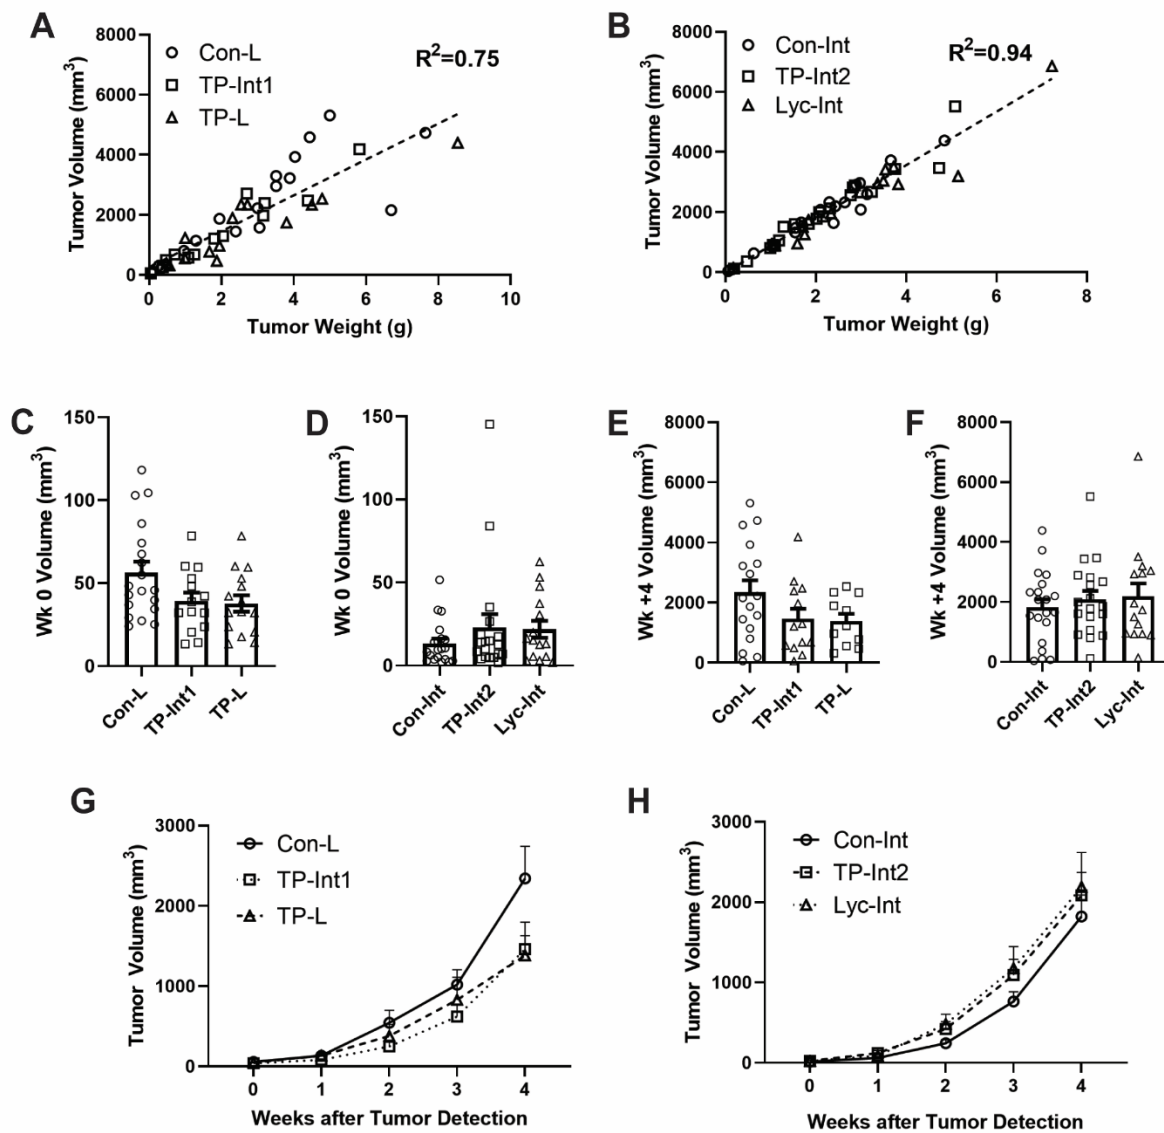 A
Tumor Volume (mm³)
8000
6000
4000
2000
0
0 2 4 6 8 10
Tumor Weight (g)
Con-L
TP-Int1
TP-L
R²=0.75
B
Tumor Volume (mm³)
8000
6000
4000
2000
0
0 2 4 6 8
Tumor Weight (g)
Con-Int
TP-Int2
Lyc-Int
R²=0.94
C
Wk 0 Volume (mm³)
150
100
50
0
Con-L TP-Int1 TP-L
D
Wk 0 Volume (mm³)
150
100
50
0
Con-Int TP-Int2 Lyc-Int
E
Wk +4 Volume (mm³)
8000
6000
4000
2000
0
Con-L TP-Int1 TP-L
F
Wk +4 Volume (mm³)
8000
6000
4000
2000
0
Con-Int TP-Int2 Lyc-Int
G
Tumor Volume (mm³)
3000
2000
1000
0
Con-L
TP-Int1
TP-L
0 1 2 3 4
Weeks after Tumor Detection
H
Tumor Volume (mm³)
3000
2000
1000
0
Con-Int
TP-Int2
Lyc-Int
0 1 2 3 4
Weeks after Tumor Detection